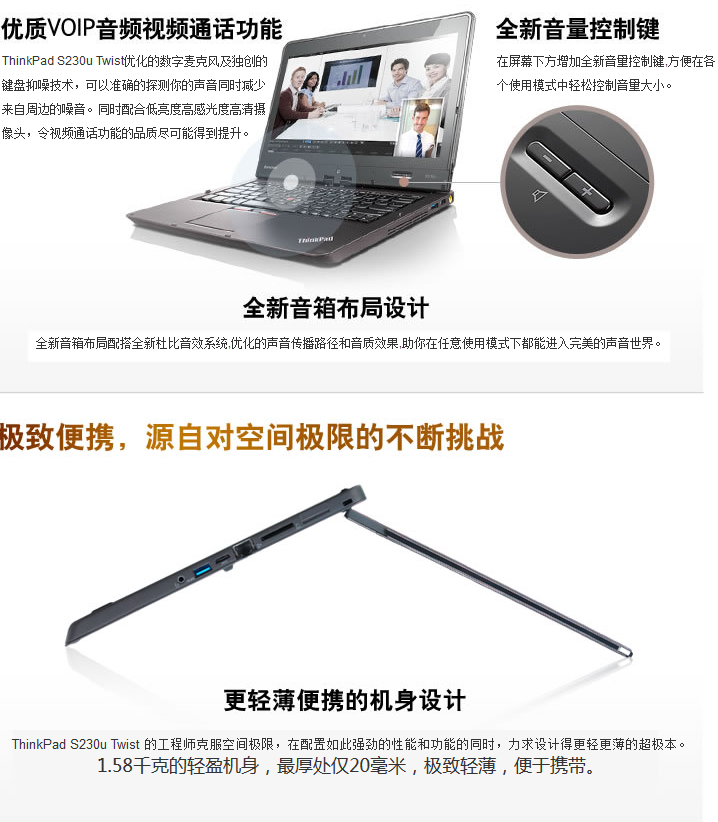 优质VOIP音频视频通话功能
ThinkPad S230u Twist优化的数字麦克风及独创的
键盘抑噪技术，可以准确的探测你的声音同时减少
来自周边的噪音。同时配合低亮度高感光度高清摄
像头，令视频通话功能的品质尽可能得到提升。
全新音量控制键
在屏幕下方增加全新音量控制键,方便在各
个使用模式中轻松控制音量大小。
ThinkPad
全新音箱布局设计
全新音箱布局配搭全新杜比音效系统,优化的声音传播路径和音质效果,助你在任意使用模式下都能进入完美的声音世界。
极致便携，源自对空间极限的不断挑战
更轻薄便携的机身设计
ThinkPad S230u Twist 的工程师克服空间极限，在配置如此强劲的性能和功能的同时，力求设计得更轻更薄的超极本。
1.58千克的轻盈机身，最厚处仅20毫米，极致轻薄，便于携带。